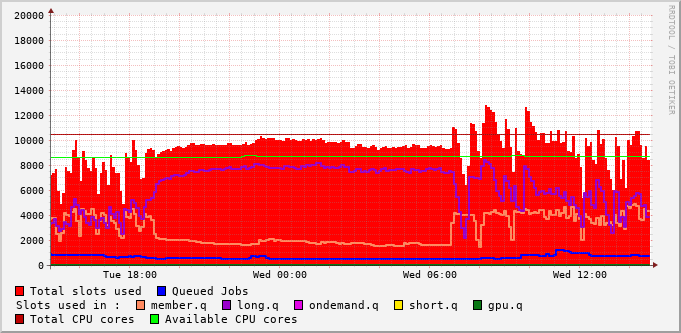 20000
18000
16000
14000
12000
10000
8000
6000
4000
2000
0
Tue 18:00 Wed 00:00 Wed 06:00 Wed 12:00
Total slots used Queued Jobs
Slots used in : member.q long.q ondemand.q short.q gpu.q
Total CPU cores Available CPU cores
RRDTOOL / TOBI OETIKER